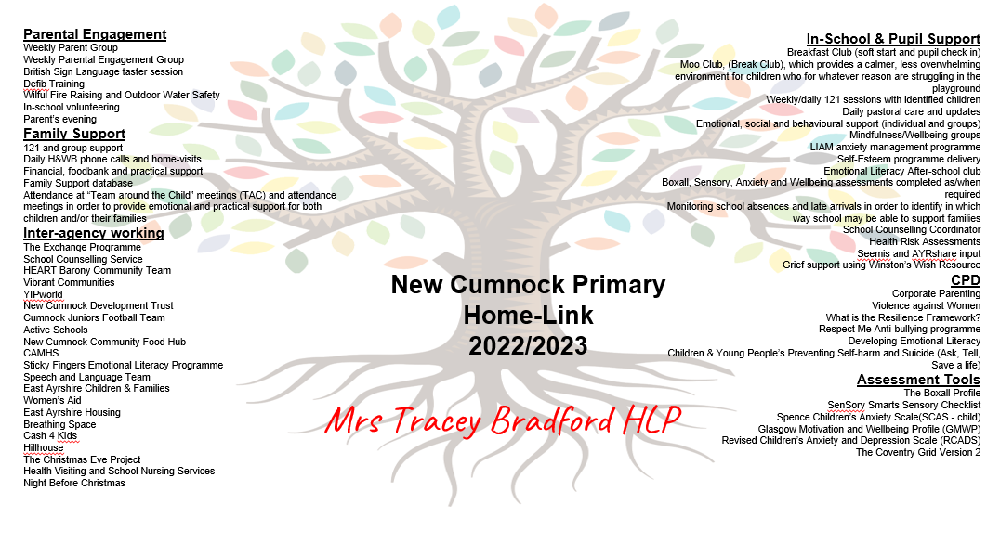 Parental Engagement
Weekly Parent Group
Weekly Parental Engagement Group
British Sign Language taster session
Defib Training
Wilful Fire Raising and Outdoor Water Safety
In-school volunteering
Parent's evening
Family Support
121 and group support
Daily H&WB phone calls and home-visits
Financial, foodbank and practical support
Family Support database
Attendance at "Team around the Child" meetings (TAC) and attendance
meetings in order to provide emotional and practical support for both
children and/or their families
Inter-agency working
The Exchange Programme
School Counselling Service
HEART Barony Community Team
Vibrant Communities
YIPworld
New Cumnock Development Trust
Cumnock Juniors Football Team
Active Schools
New Cumnock Community Food Hub
CAMHS
Sticky Fingers Emotional Literacy Programme
Speech and Language Team
East Ayrshire Children & Families
Women's Aid
East Ayrshire Housing
Breathing Space
Cash 4 KIds
Hillhouse
The Christmas Eve Project
Health Visiting and School Nursing Services
Night Before Christmas
New Cumnock Primary
Home-Link
2022/2023
Mrs Tracey Bradford HLP
In-School & Pupil Support
Breakfast Club (soft start and pupil check in)
Moo Club, (Break Club), which provides a calmer, less overwhelming
environment for children who for whatever reason are struggling in the
playground
Weekly/daily 121 sessions with identified children
Daily pastoral care and updates
Emotional, social and behavioural support (individual and groups)
Mindfulness/Wellbeing groups
LIAM anxiety management programme
Self-Esteem programme delivery
Emotional Literacy After-school club
Boxall, Sensory, Anxiety and Wellbeing assessments completed as/when
required
Monitoring school absences and late arrivals in order to identify in which
way school may be able to support families
School Counselling Coordinator
Health Risk Assessments
Seemis and AYRshare input
Grief support using Winston's Wish Resource
CPD
Corporate Parenting
Violence against Women
What is the Resilience Framework?
Respect Me Anti-bullying programme
Developing Emotional Literacy
Children & Young People's Preventing Self-harm and Suicide (Ask, Tell,
Save a life)
Assessment Tools
The Boxall Profile
SenSory Smarts Sensory Checklist
Spence Children's Anxiety Scale(SCAS - child)
Glasgow Motivation and Wellbeing Profile (GMWP)
Revised Children's Anxiety and Depression Scale (RCADS)
The Coventry Grid Version 2